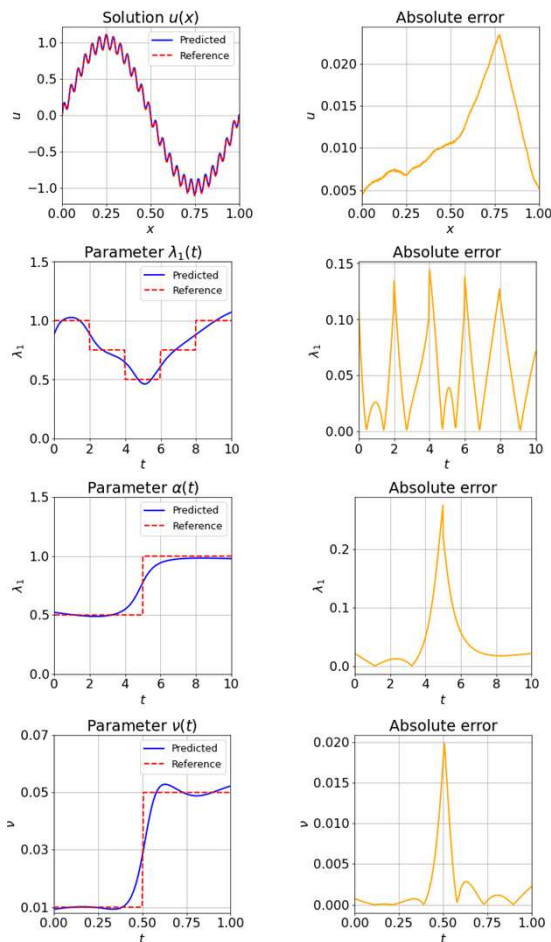 Solution u(x)
Predicted
Reference
1.0
0.5
0.0
−0.5
−1.0
u
0.00 0.25 0.50 0.75 1.00
x
Absolute error
0.020
0.015
0.010
0.005
u
0.00 0.25 0.50 0.75 1.00
x
Parameter λ₁(t)
Predicted
Reference
1.5
1.0
0.5
0.0
λ₁
0 2 4 6 8 10
t
Absolute error
0.15
0.10
0.05
0.00
λ₁
0 2 4 6 8 10
t
Parameter α(t)
Predicted
Reference
1.5
1.0
0.5
0.0
λ₁
0 2 4 6 8 10
t
Absolute error
0.2
0.1
0.0
λ₁
0 2 4 6 8 10
t
Parameter ν(t)
Predicted
Reference
0.07
0.05
0.03
0.01
ν
0.00 0.25 0.50 0.75 1.00
t
Absolute error
0.020
0.015
0.010
0.005
0.000
ν
0.00 0.25 0.50 0.75 1.00
t